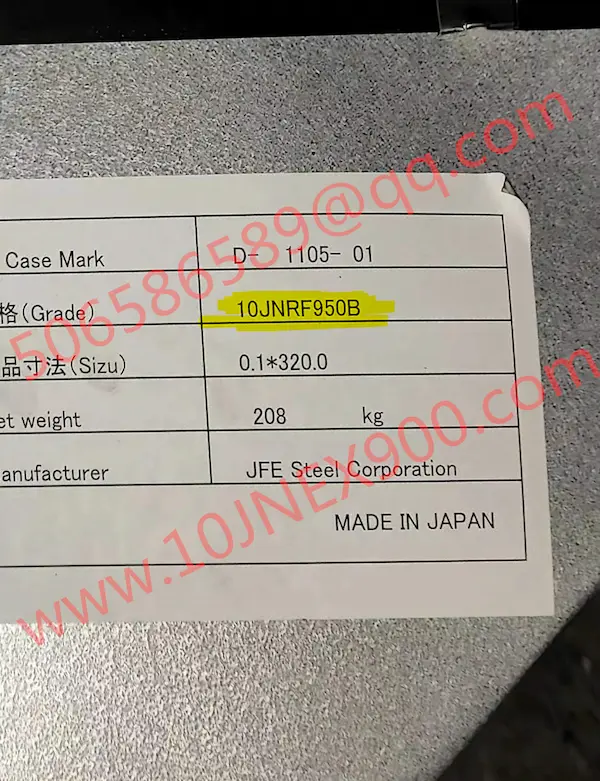 Case Mark D- 1105- 01
格(Grade) 10JNRF950B
品寸法(Sizu) 0.1*320.0
et weight 208 kg
anufacturer JFE Steel Corporation
MADE IN JAPAN
506586589@qq.com
www.10JNEX900.com